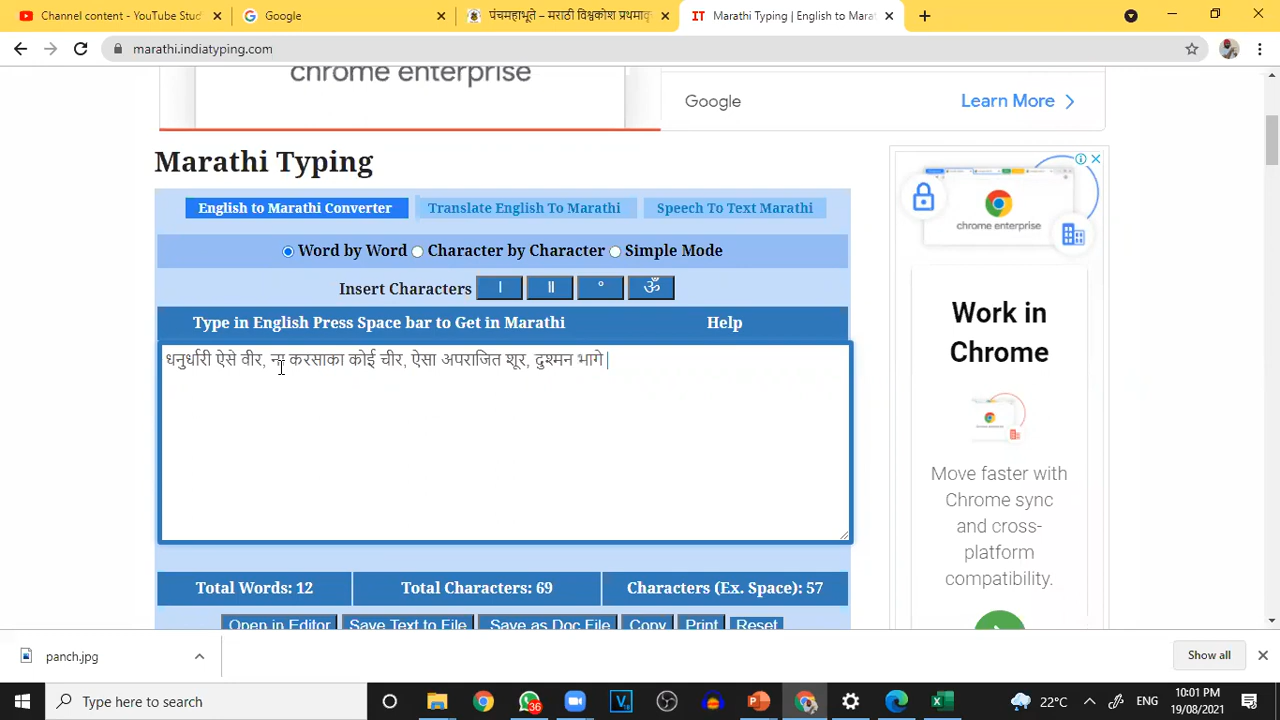 Channel content - YouTube Stud
Google
पंचमहाभूते – मराठी विश्वकोश प्रथमावृ
IT Marathi Typing | English to Marat
marathi.indiatyping.com
chrome enterprise
Google
Learn More
Marathi Typing
English to Marathi Converter
Translate English To Marathi
Speech To Text Marathi
Word by Word
Character by Character
Simple Mode
Insert Characters
।
॥
°
ॐ
Type in English Press Space bar to Get in Marathi
Help
धनुर्धारी ऐसे वीर, ना करसाका कोई चीर, ऐसा अपराजित शूर, दुश्मन भागे
Total Words: 12
Total Characters: 69
Characters (Ex. Space): 57
Open in Editor
Save Text to File
Save as Doc File
Copy
Print
Reset
chrome enterprise
Work in
Chrome
Move faster with
Chrome sync
and cross-
platform
compatibility.
panch.jpg
Show all
Type here to search
36
22°C
ENG
10:01 PM
19/08/2021